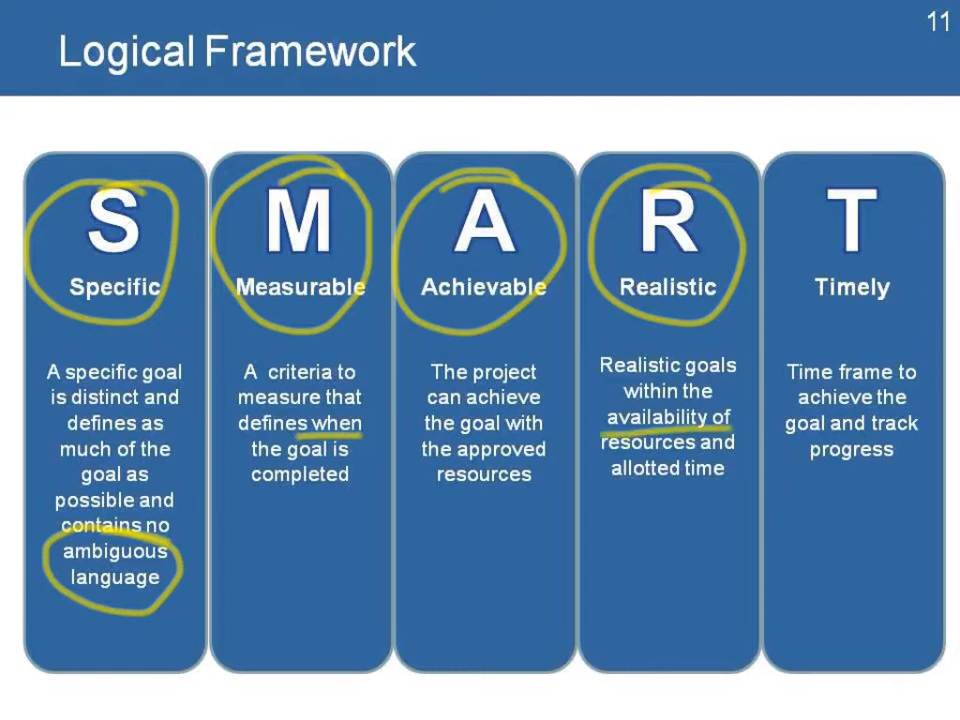 11
Logical Framework
S
Specific
A specific goal
is distinct and
defines as
much of the
goal as
possible and
contains no
ambiguous
language
M
Measurable
A criteria to
measure that
defines when
the goal is
completed
A
Achievable
The project
can achieve
the goal with
the approved
resources
R
Realistic
Realistic goals
within the
availability of
resources and
allotted time
T
Timely
Time frame to
achieve the
goal and track
progress